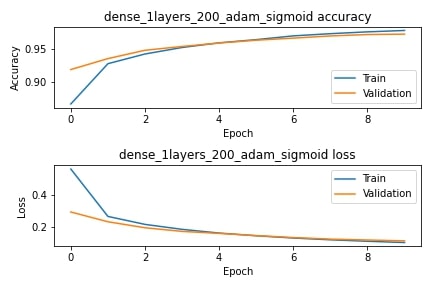 dense_1layers_200_adam_sigmoid accuracy
0.95
0.90
Accuracy
Train
Validation
0 2 4 6 8
Epoch
dense_1layers_200_adam_sigmoid loss
0.4
0.2
Loss
Train
Validation
0 2 4 6 8
Epoch